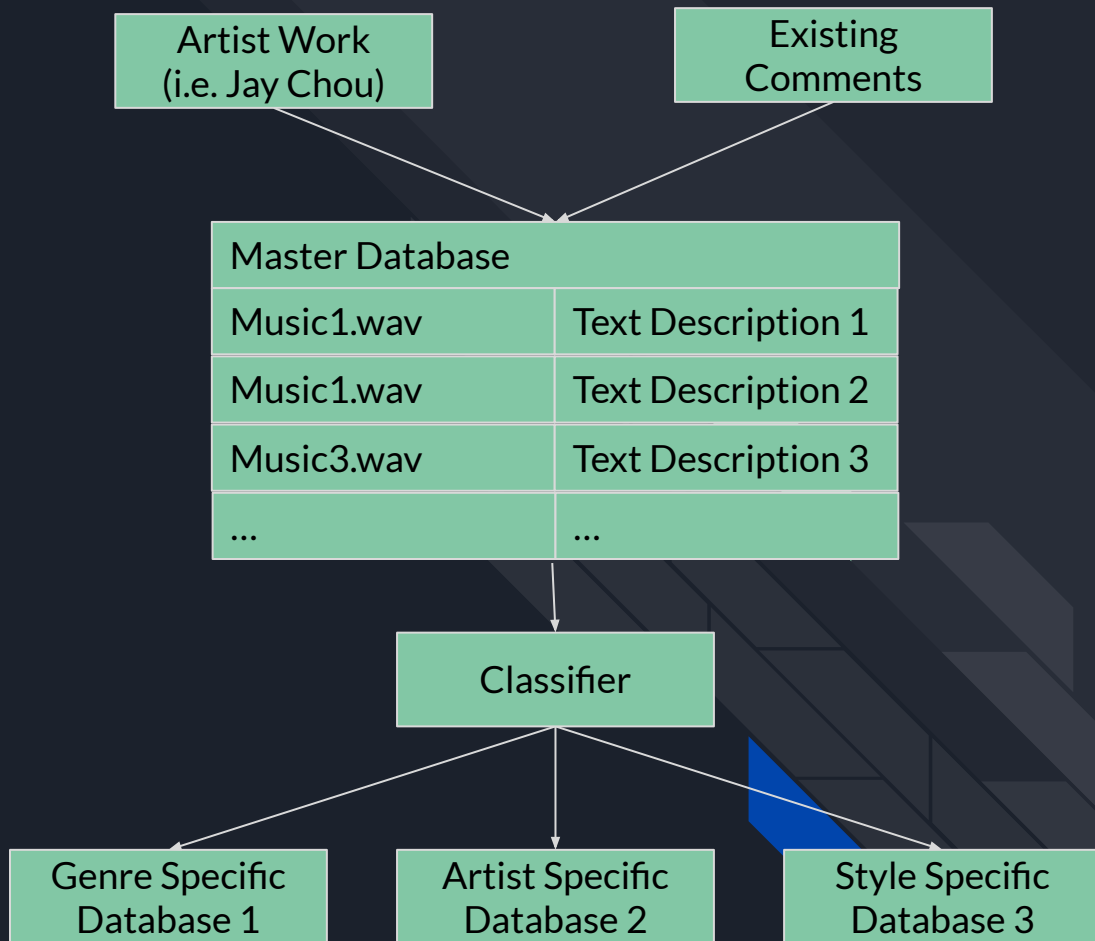 Artist Work
(i.e. Jay Chou)
Existing
Comments
Master Database
Music1.wav
Text Description 1
Music1.wav
Text Description 2
Music3.wav
Text Description 3
...
...
Classifier
Genre Specific
Database 1
Artist Specific
Database 2
Style Specific
Database 3